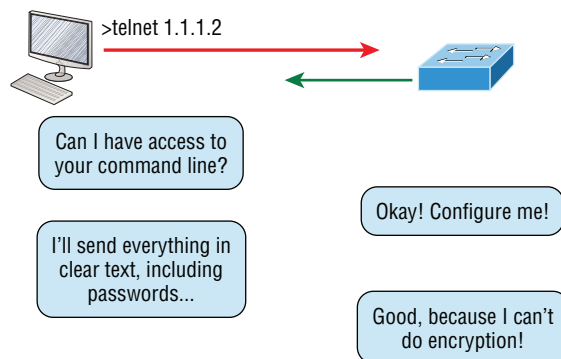 >telnet 1.1.1.2
Can I have access to
your command line?
Okay! Configure me!
I'll send everything in
clear text, including
passwords...
Good, because I can't
do encryption!